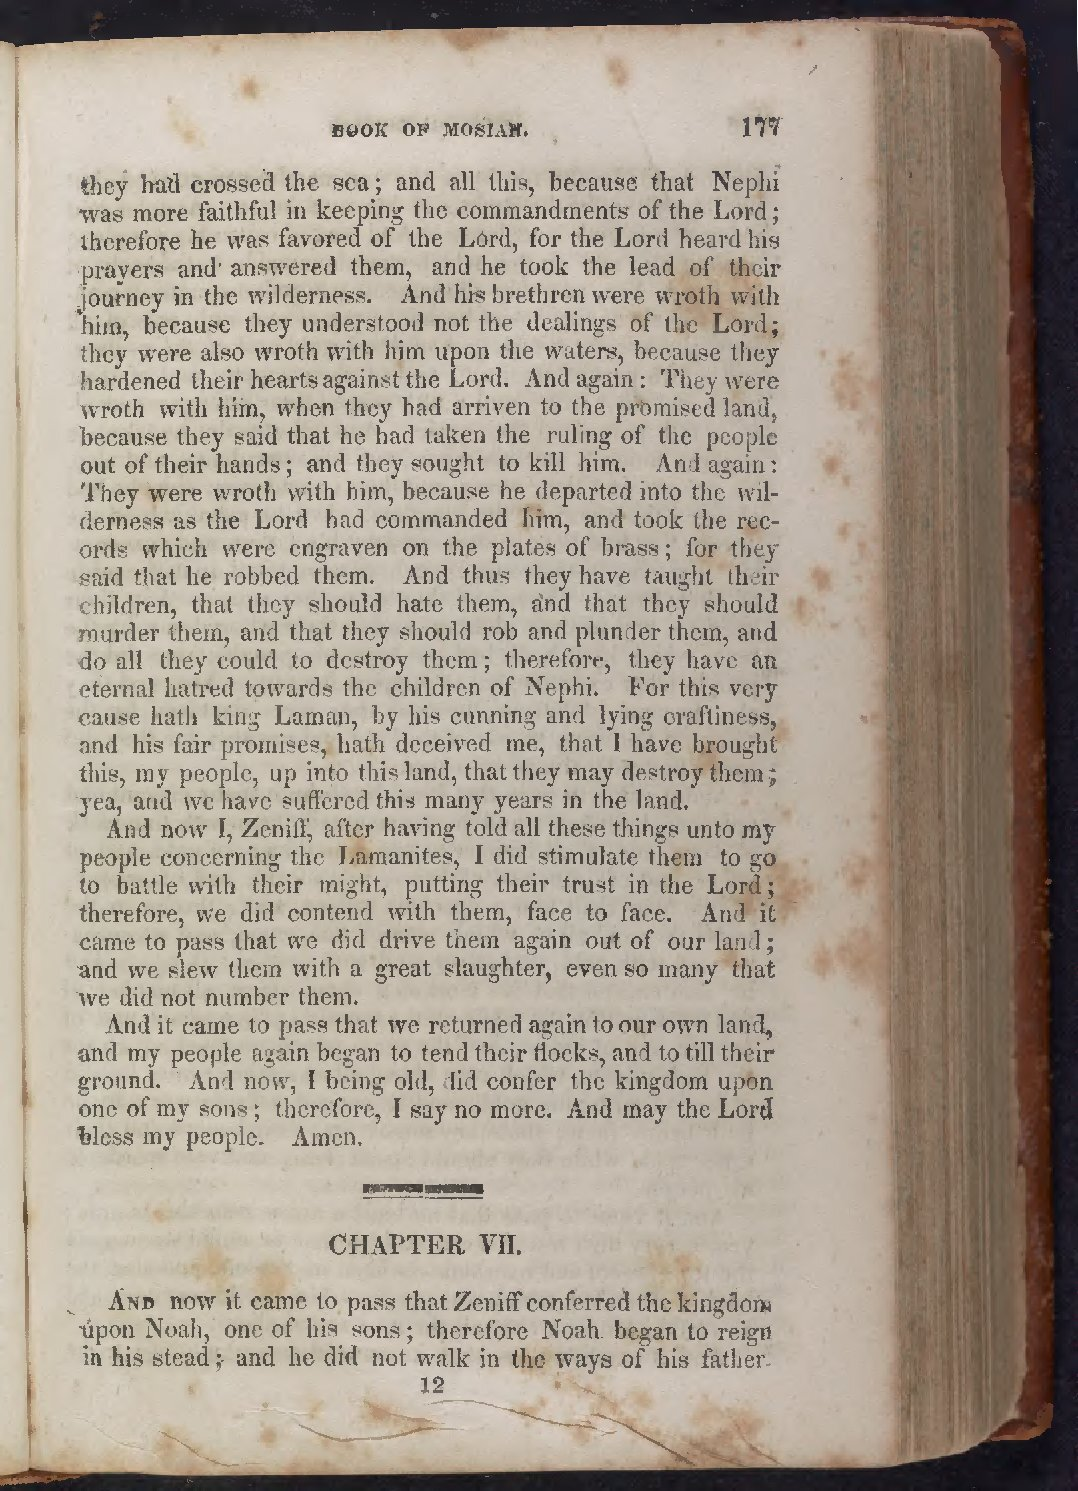 BOOK OF MOSIAH. 177
they had crossed the sea; and all this, because that Nephi
was more faithful in keeping the commandments of the Lord;
therefore he was favored of the Lord, for the Lord heard his
prayers and answered them, and he took the lead of their
journey in the wilderness. And his brethren were wroth with
him, because they understood not the dealings of the Lord;
they were also wroth with him upon the waters, because they
hardened their hearts against the Lord. And again: They were
wroth with him, when they had arriven to the promised land,
because they said that he had taken the ruling of the people
out of their hands; and they sought to kill him. And again:
They were wroth with him, because he departed into the wil-
derness as the Lord had commanded him, and took the rec-
ords which were engraven on the plates of brass; for they
said that he robbed them. And thus they have taught their
children, that they should hate them, and that they should
murder them, and that they should rob and plunder them, and
do all they could to destroy them; therefore, they have an
eternal hatred towards the children of Nephi. For this very
cause hath king Laman, by his cunning and lying craftiness,
and his fair promises, hath deceived me, that I have brought
this, my people, up into this land, that they may destroy them;
yea, and we have suffered this many years in the land.
And now I, Zeniff, after having told all these things unto my
people concerning the Lamanites, I did stimulate them to go
to battle with their might, putting their trust in the Lord;
therefore, we did contend with them, face to face. And it
came to pass that we did drive them again out of our land;
and we slew them with a great slaughter, even so many that
we did not number them.
And it came to pass that we returned again to our own land,
and my people again began to tend their flocks, and to till their
ground. And now, I being old, did confer the kingdom upon
one of my sons; therefore, I say no more. And may the Lord
bless my people. Amen.
CHAPTER VII.
AND now it came to pass that Zeniff conferred the kingdom
upon Noah, one of his sons; therefore Noah began to reign
in his stead; and he did not walk in the ways of his father.
12